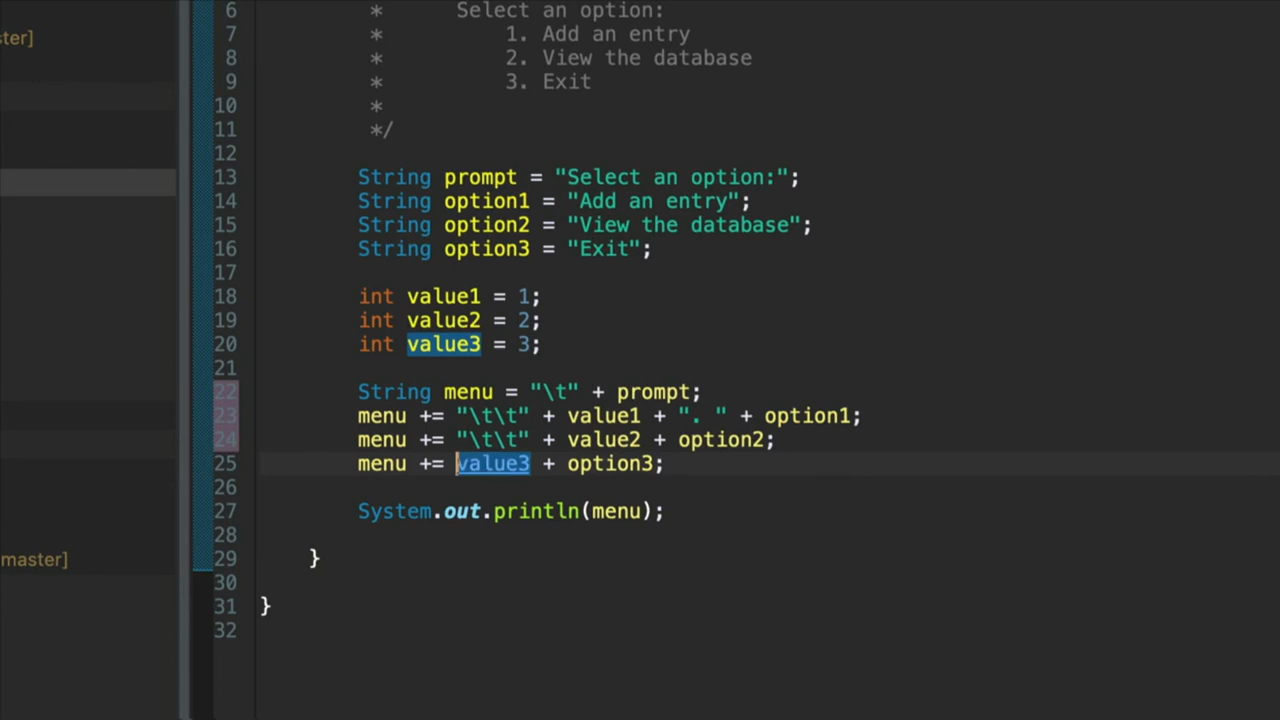 6 * Select an option:
ter]
7 * 1. Add an entry
8 * 2. View the database
9 * 3. Exit
10 *
11 */
12
13 String prompt = "Select an option:";
14 String option1 = "Add an entry";
15 String option2 = "View the database";
16 String option3 = "Exit";
17
18 int value1 = 1;
19 int value2 = 2;
20 int value3 = 3;
21
22 String menu = "\t" + prompt;
23 menu += "\t\t" + value1 + ". " + option1;
24 menu += "\t\t" + value2 + option2;
25 menu += value3 + option3;
26
27 System.out.println(menu);
28
master]
29 }
30
31 }
32